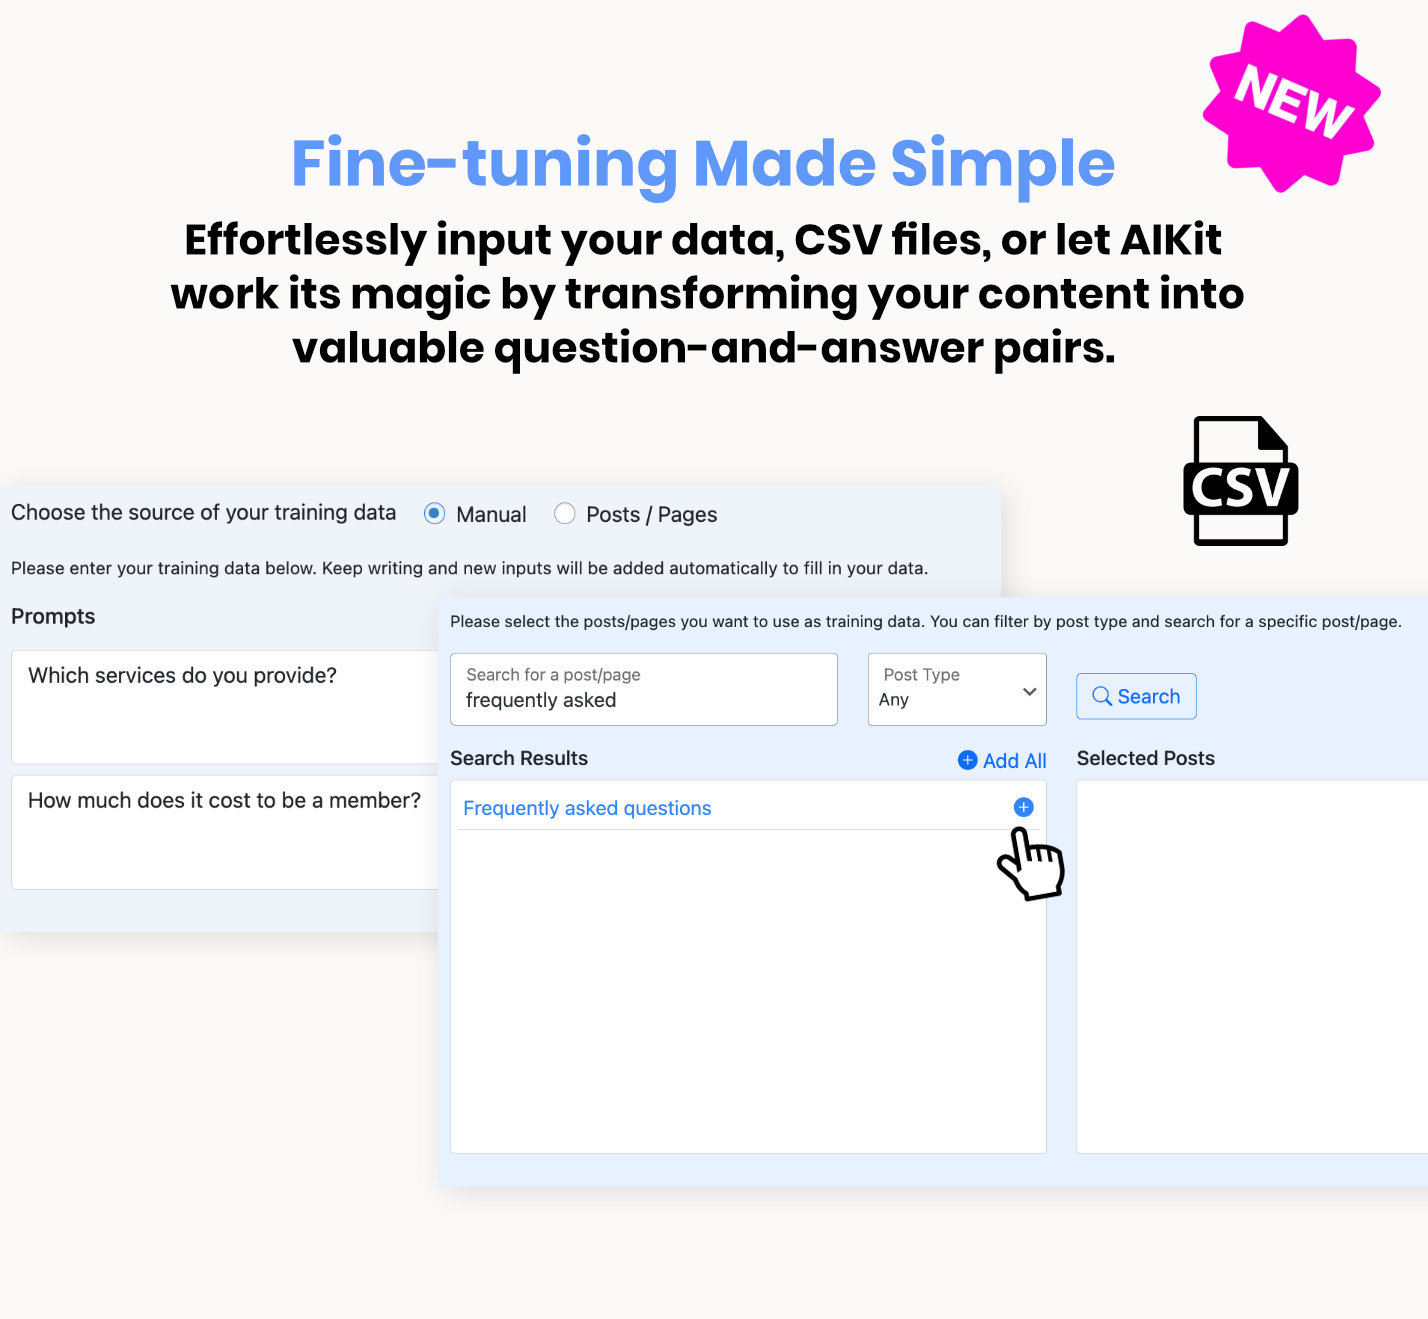 NEW
Fine-tuning Made Simple
Effortlessly input your data, CSV files, or let AIKit
work its magic by transforming your content into
valuable question-and-answer pairs.
CSV
Choose the source of your training data Manual Posts / Pages
Please enter your training data below. Keep writing and new inputs will be added automatically to fill in your data.
Prompts
Which services do you provide?
How much does it cost to be a member?
Please select the posts/pages you want to use as training data. You can filter by post type and search for a specific post/page.
Search for a post/page
frequently asked
Post Type
Any
Search
Search Results
Add All
Selected Posts
Frequently asked questions